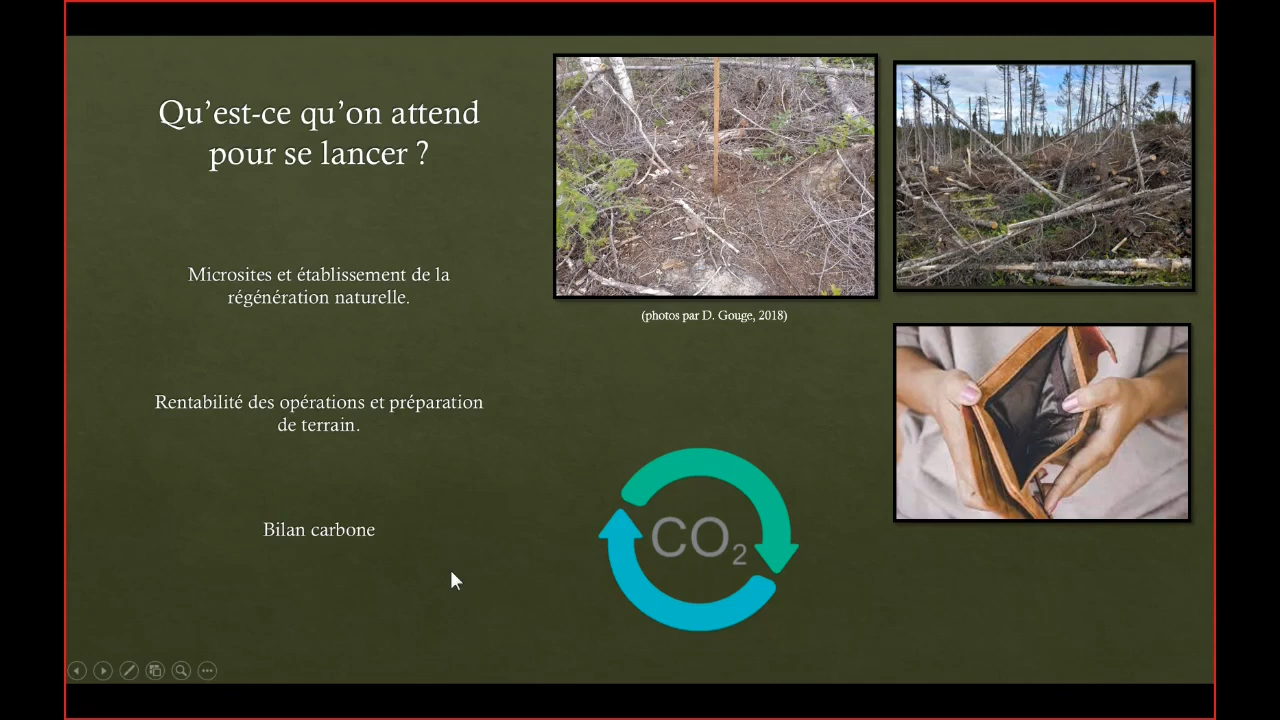 Qu’est-ce qu’on attend
pour se lancer ?
Microsites et établissement de la
régénération naturelle.
Rentabilité des opérations et préparation
de terrain.
Bilan carbone
(photos par D. Gouge, 2018)
CO₂